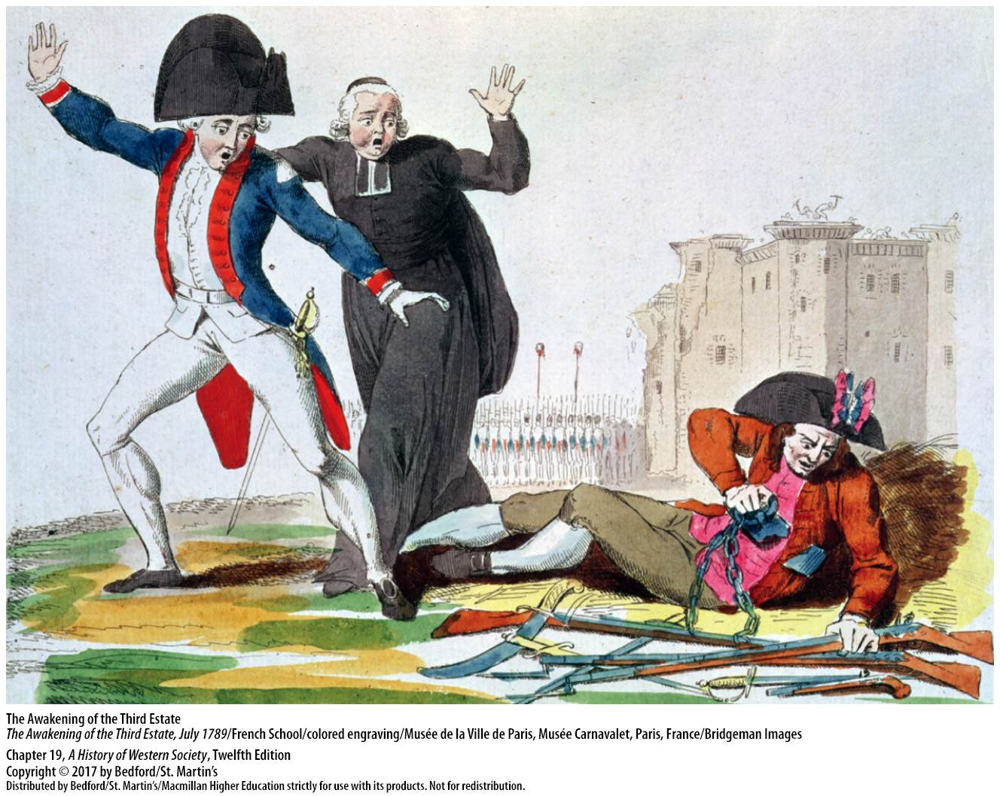 The Awakening of the Third Estate
The Awakening of the Third Estate, July 1789/French School/colored engraving/Musée de la Ville de Paris, Musée Carnavalet, Paris, France/Bridgeman Images
Chapter 19, A History of Western Society, Twelfth Edition
Copyright © 2017 by Bedford/St. Martin's
Distributed by Bedford/St. Martin's/Macmillan Higher Education strictly for use with its products. Not for redistribution.